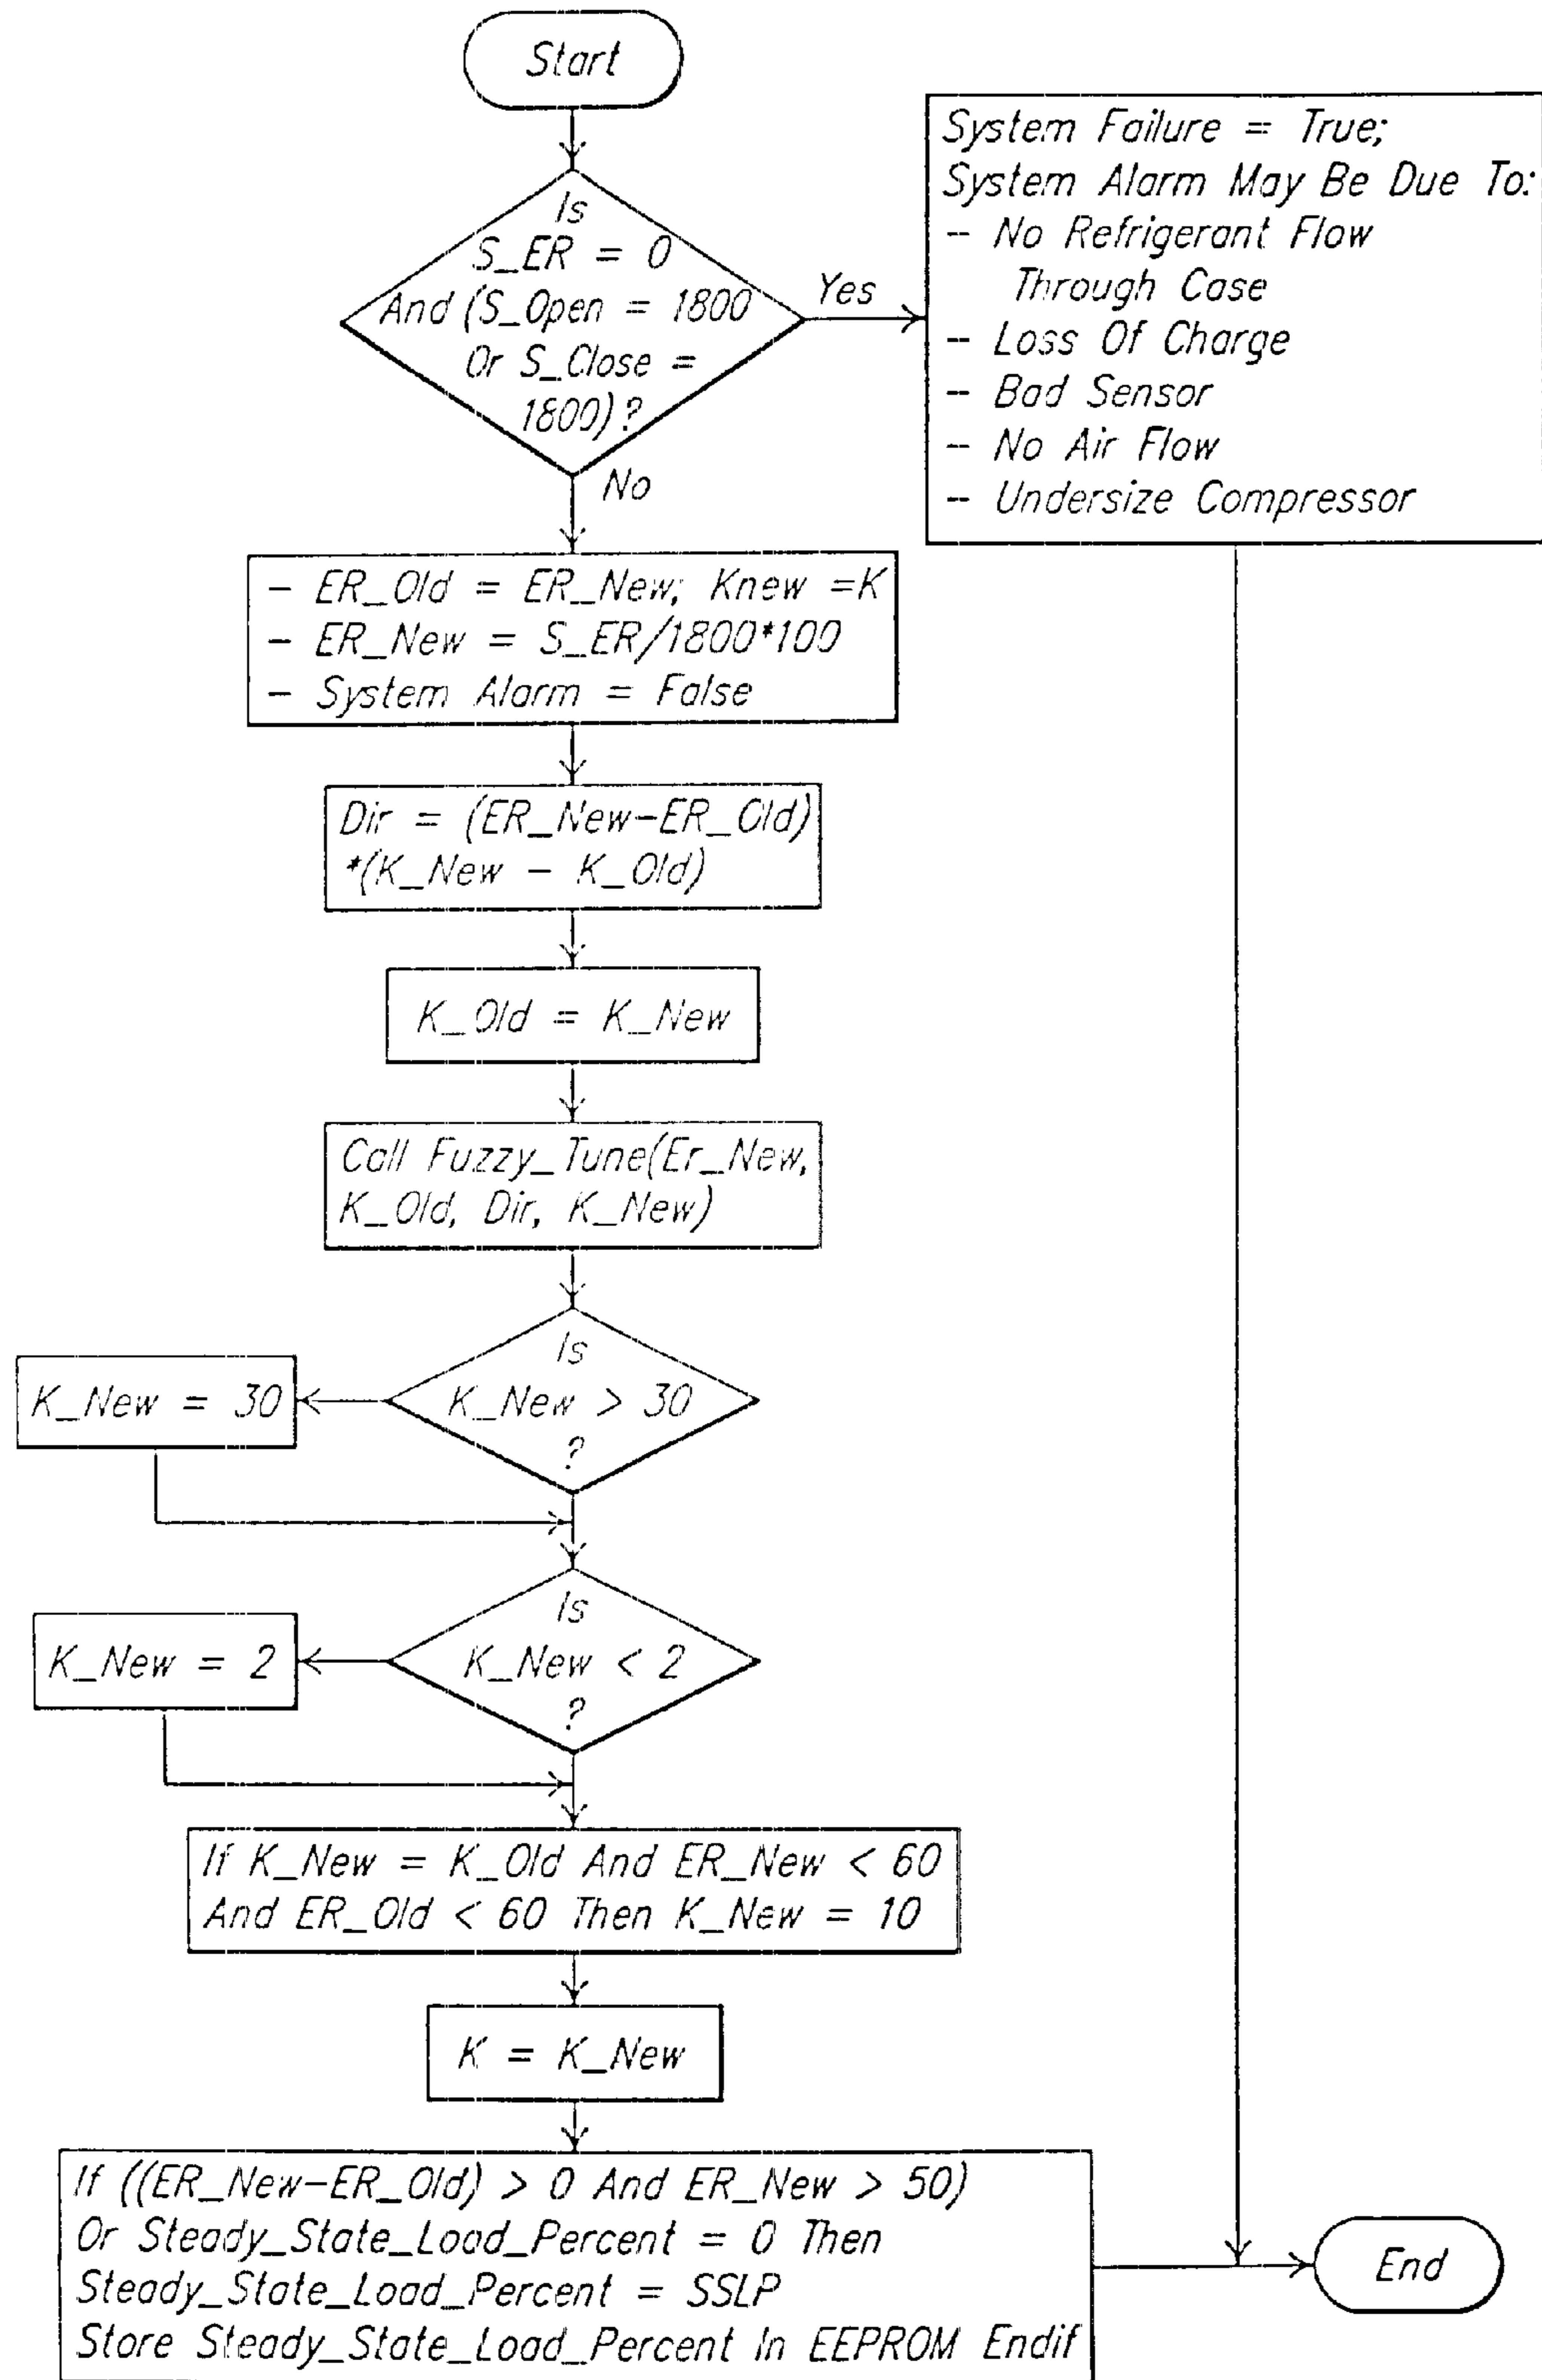 Start
Is
S_ER = 0
And (S_Open = 1800
Or S_Close =
1800)?
Yes
No
System Failure = True;
System Alarm May Be Due To:
-- No Refrigerant Flow
Through Case
-- Loss Of Charge
-- Bad Sensor
-- No Air Flow
-- Undersize Compressor
- ER_Old = ER_New; Knew =K
- ER_New = S_ER/1800*100
- System Alarm = False
Dir = (ER_New-ER_Old)
*(K_New - K_Old)
K_Old = K_New
Call Fuzzy_Tune(Er_New,
K_Old, Dir, K_New)
Is
K_New > 30
?
K_New = 30
Is
K_New < 2
?
K_New = 2
If K_New = K_Old And ER_New < 60
And ER_Old < 60 Then K_New = 10
K = K_New
If ((ER_New-ER_Old) > 0 And ER_New > 50)
Or Steady_State_Load_Percent = 0 Then
Steady_State_Load_Percent = SSLP
Store Steady_State_Load_Percent In EEPROM Endif
End